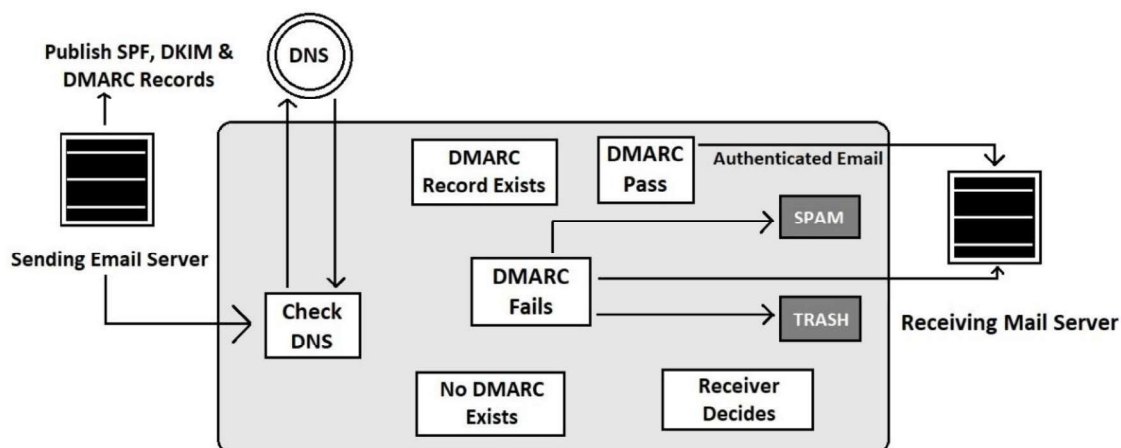 Publish SPF, DKIM &
DMARC Records
DNS
Sending Email Server
Check
DNS
DMARC
Record Exists
DMARC
Pass
Authenticated Email
SPAM
DMARC
Fails
TRASH
Receiving Mail Server
No DMARC
Exists
Receiver
Decides